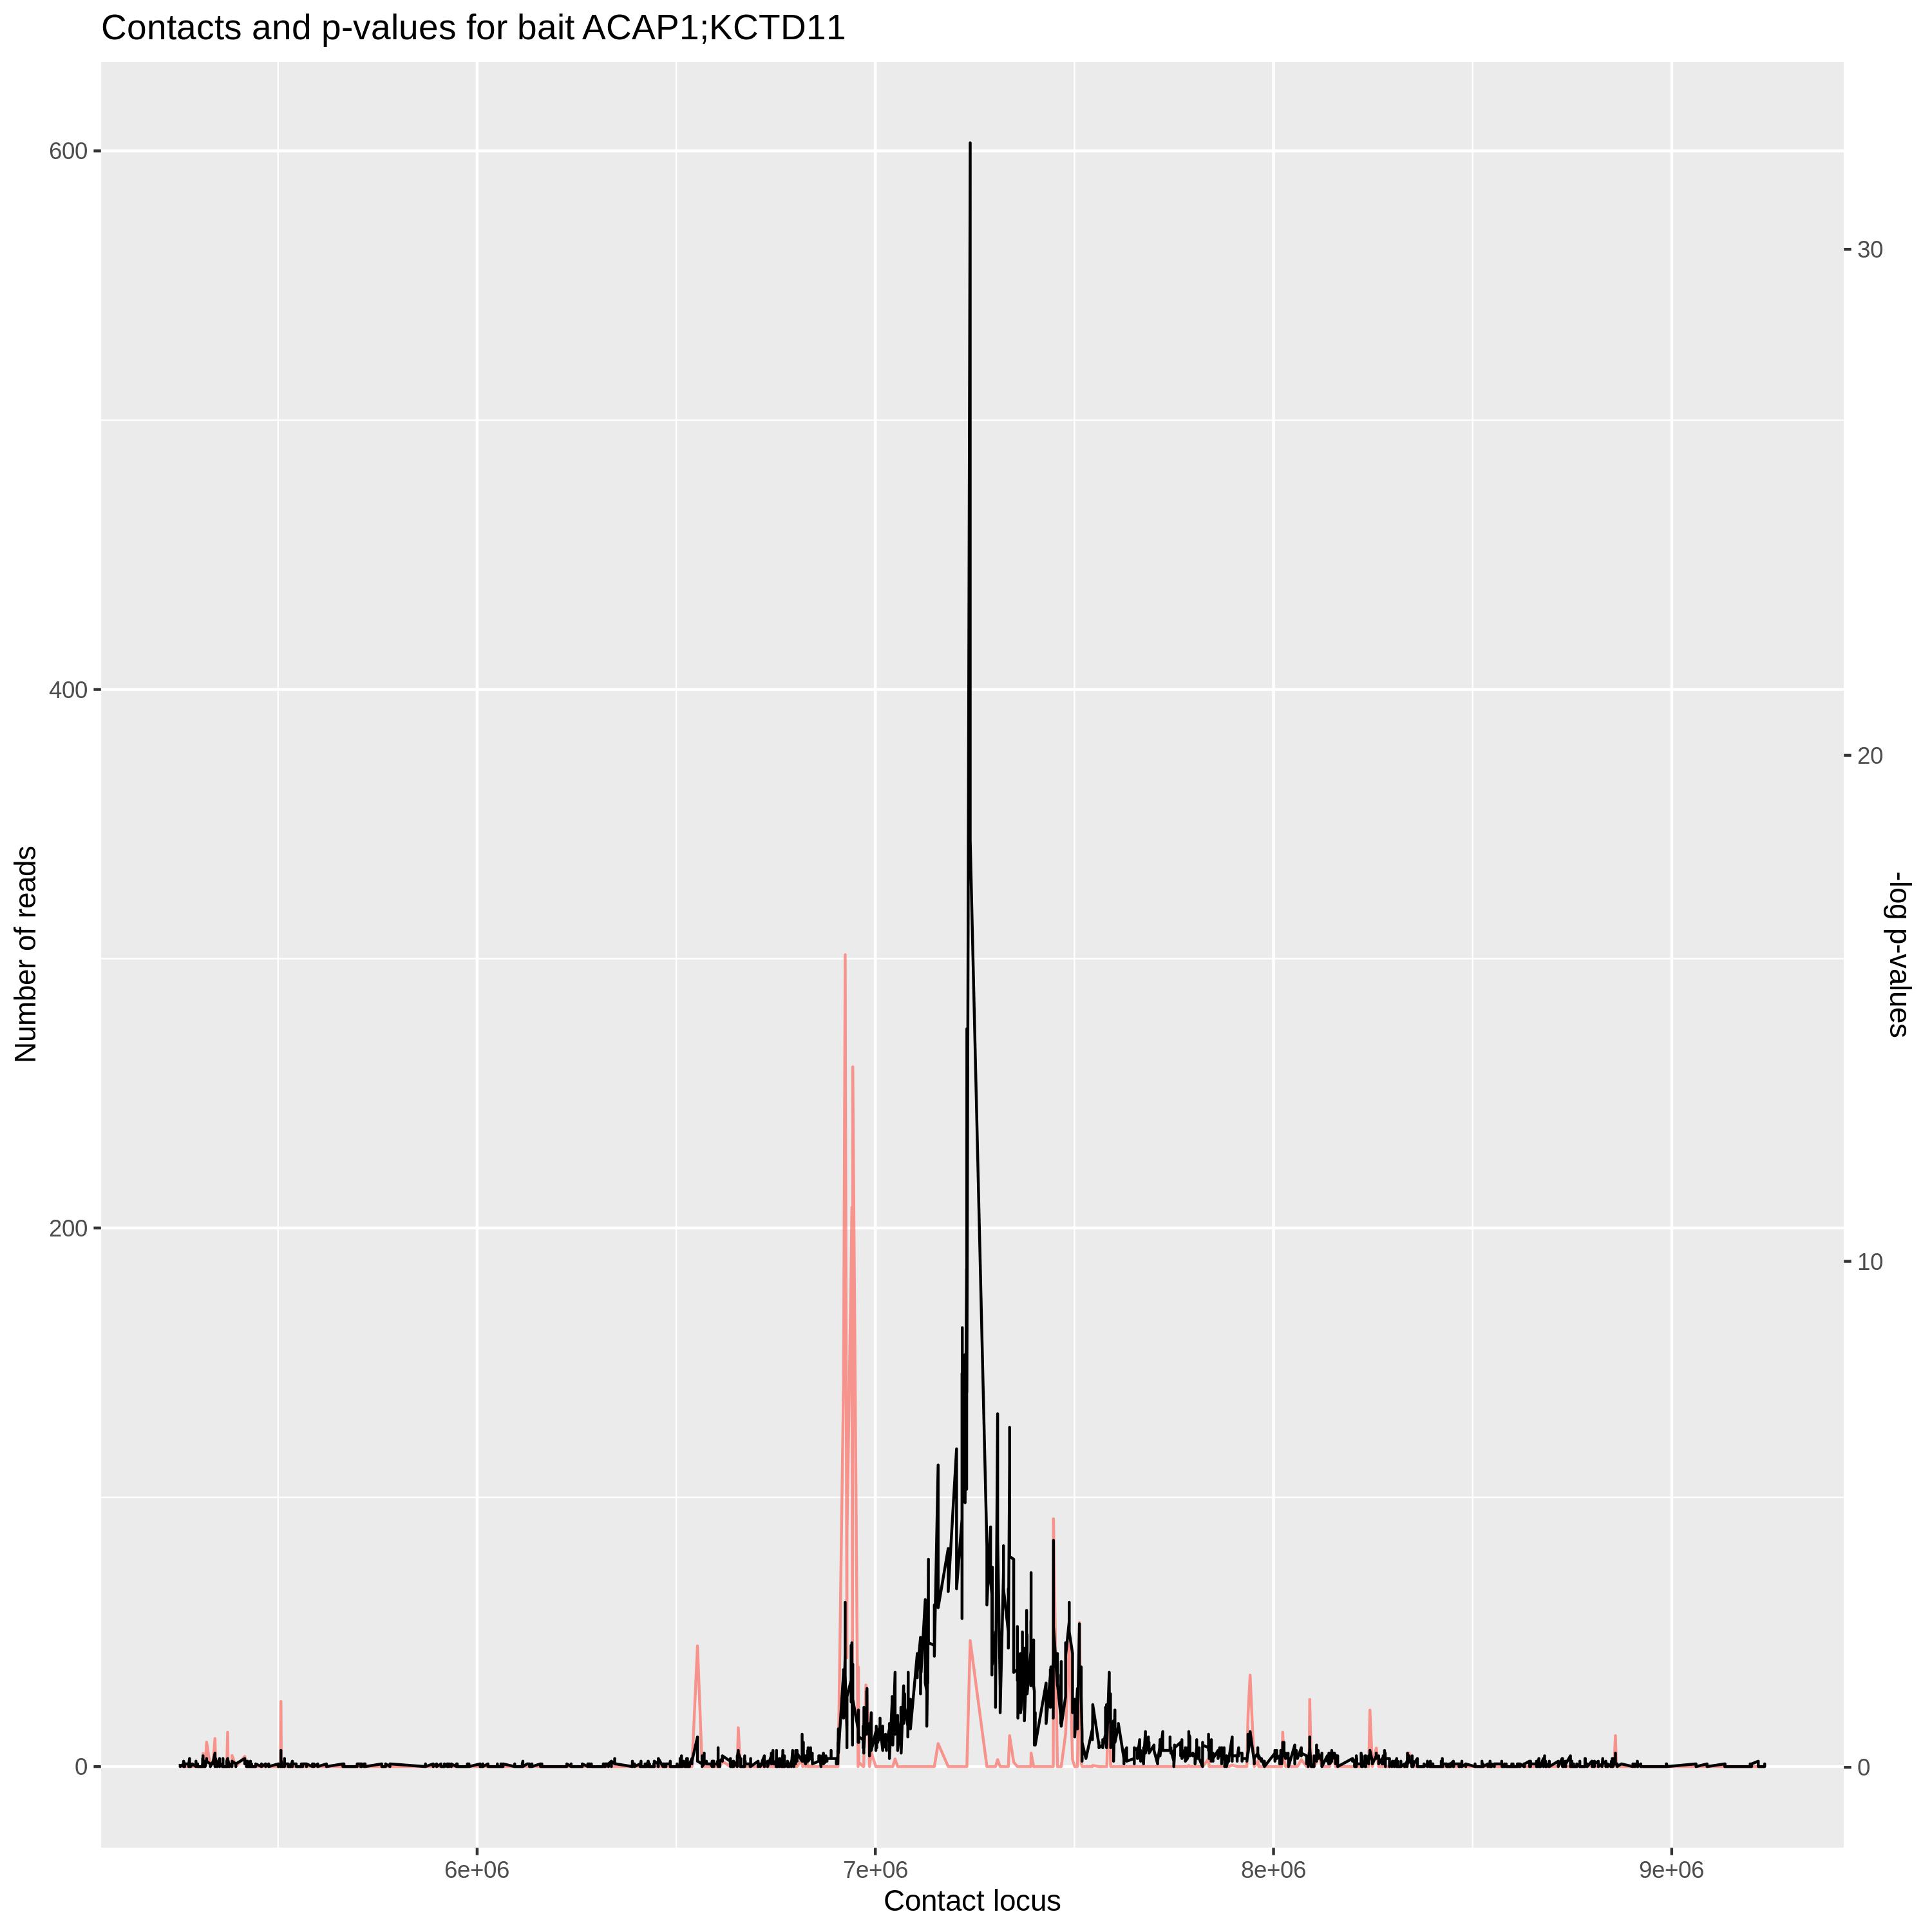 Contacts and p-values for bait ACAP1;KCTD11
600
400
200
0
Number of reads
30
20
10
0
-log p-values
6e+06
7e+06
8e+06
9e+06
Contact locus